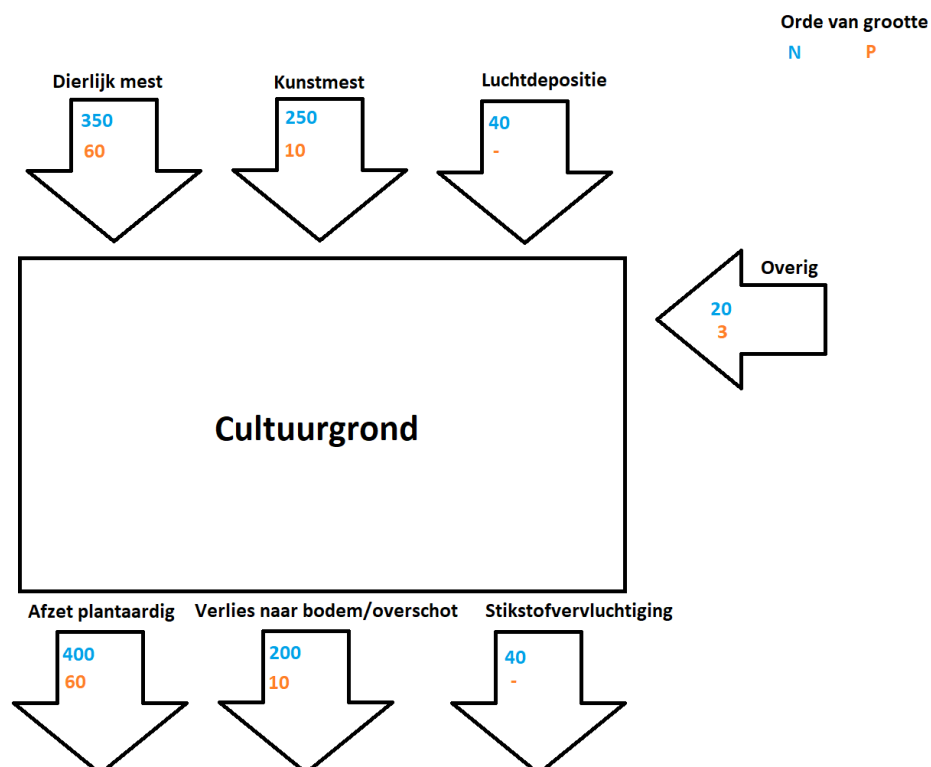 Orde van grootte
N P
Dierlijk mest
Kunstmest
Luchtdepositie
350
60
250
10
40
-
Overig
20
3
Cultuurgrond
Afzet plantaardig
Verlies naar bodem/overschot
Stikstofvervluchtiging
400
60
200
10
40
-